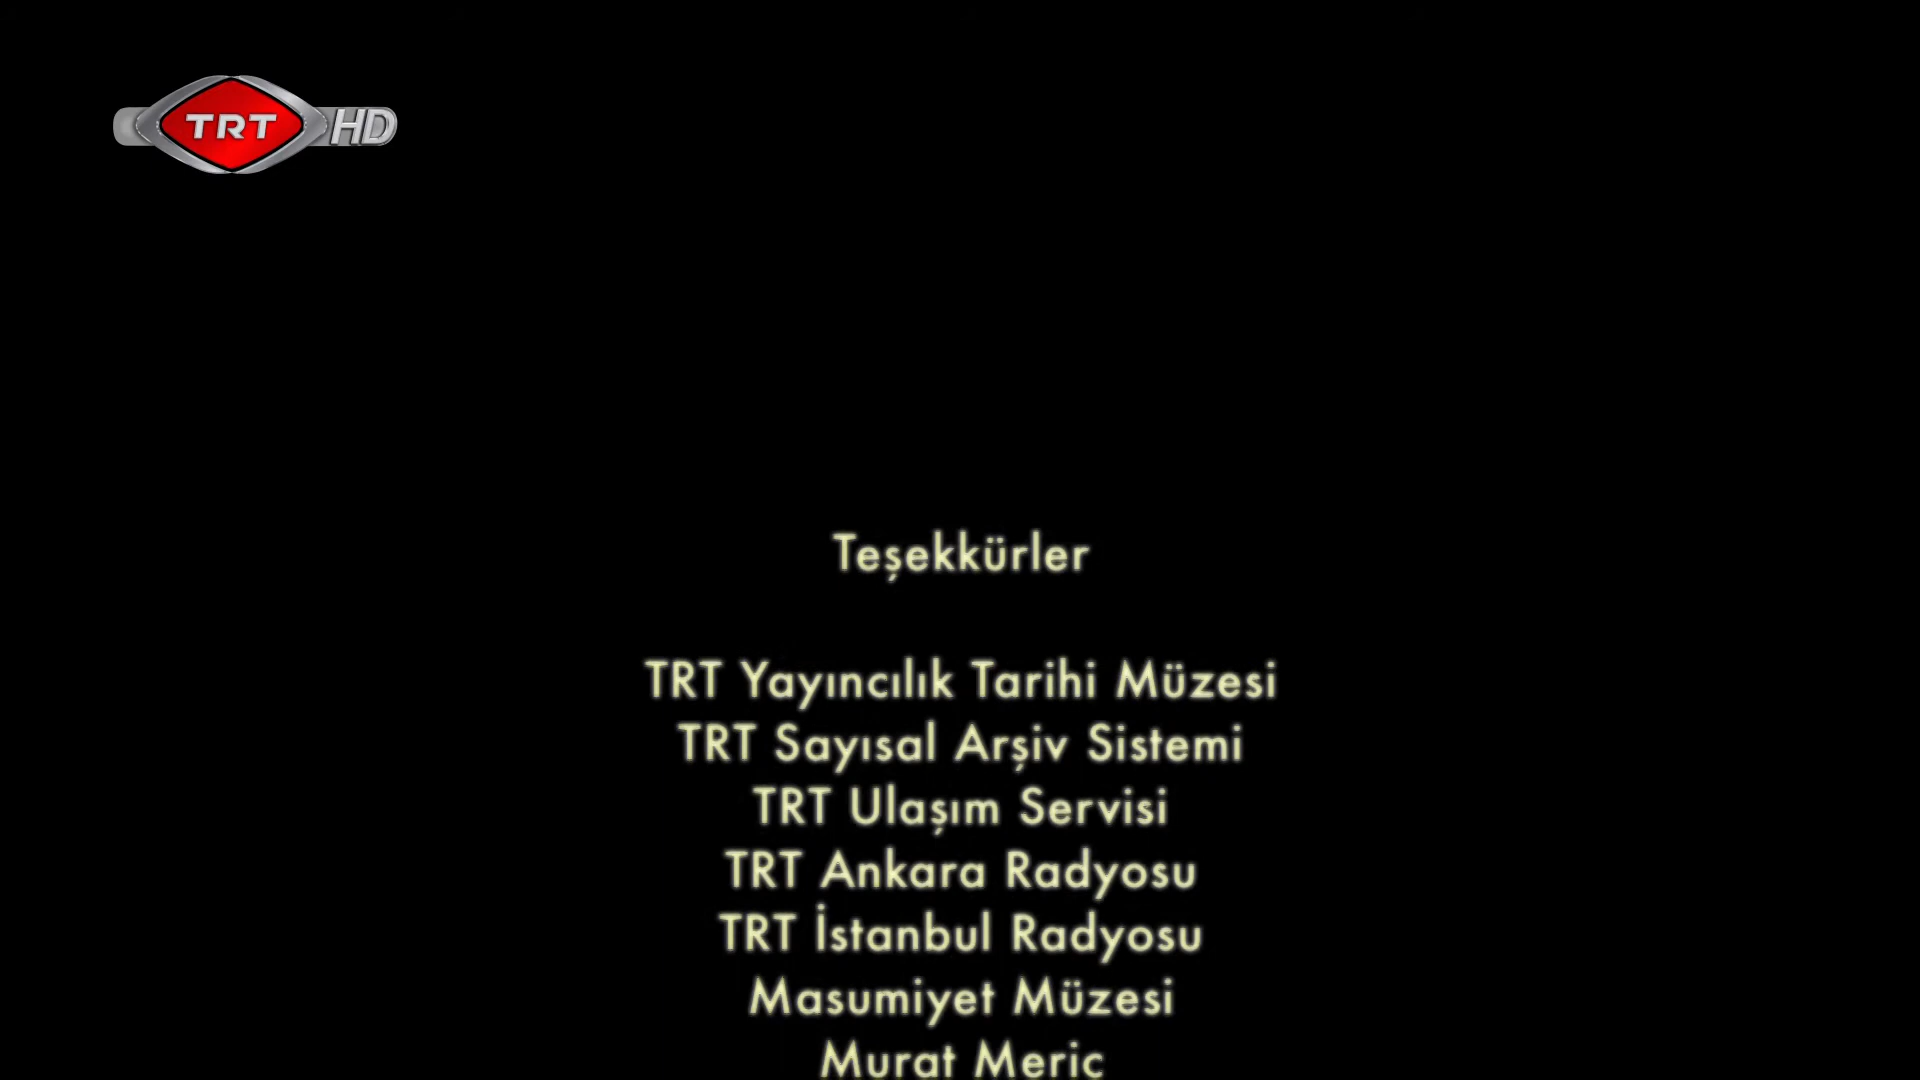 TRT HD
Teşekkürler
TRT Yayıncılık Tarihi Müzesi
TRT Sayısal Arşiv Sistemi
TRT Ulaşım Servisi
TRT Ankara Radyosu
TRT İstanbul Radyosu
Masumiyet Müzesi
Murat Meric